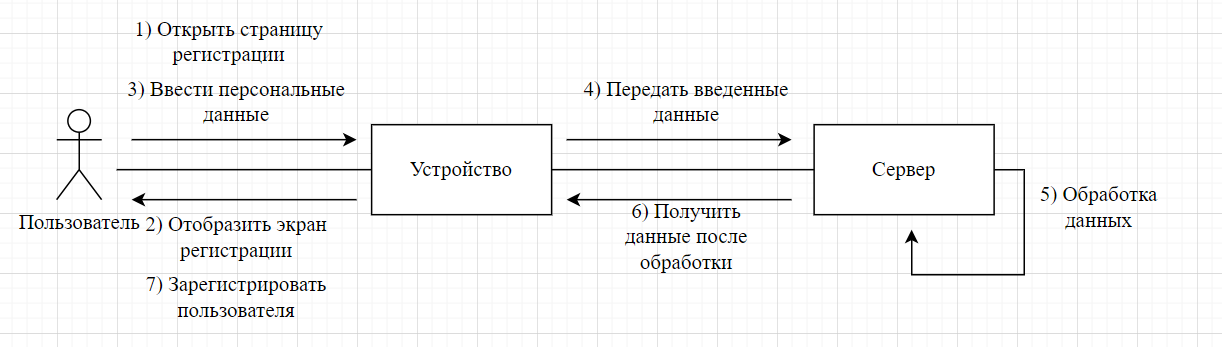 1) Открыть страницу
регистрации
3) Ввести персональные
данные
4) Передать введенные
данные
Устройство
Сервер
5) Обработка
данных
Пользователь
2) Отобразить экран
регистрации
6) Получить
данные после
обработки
7) Зарегистрировать
пользователя